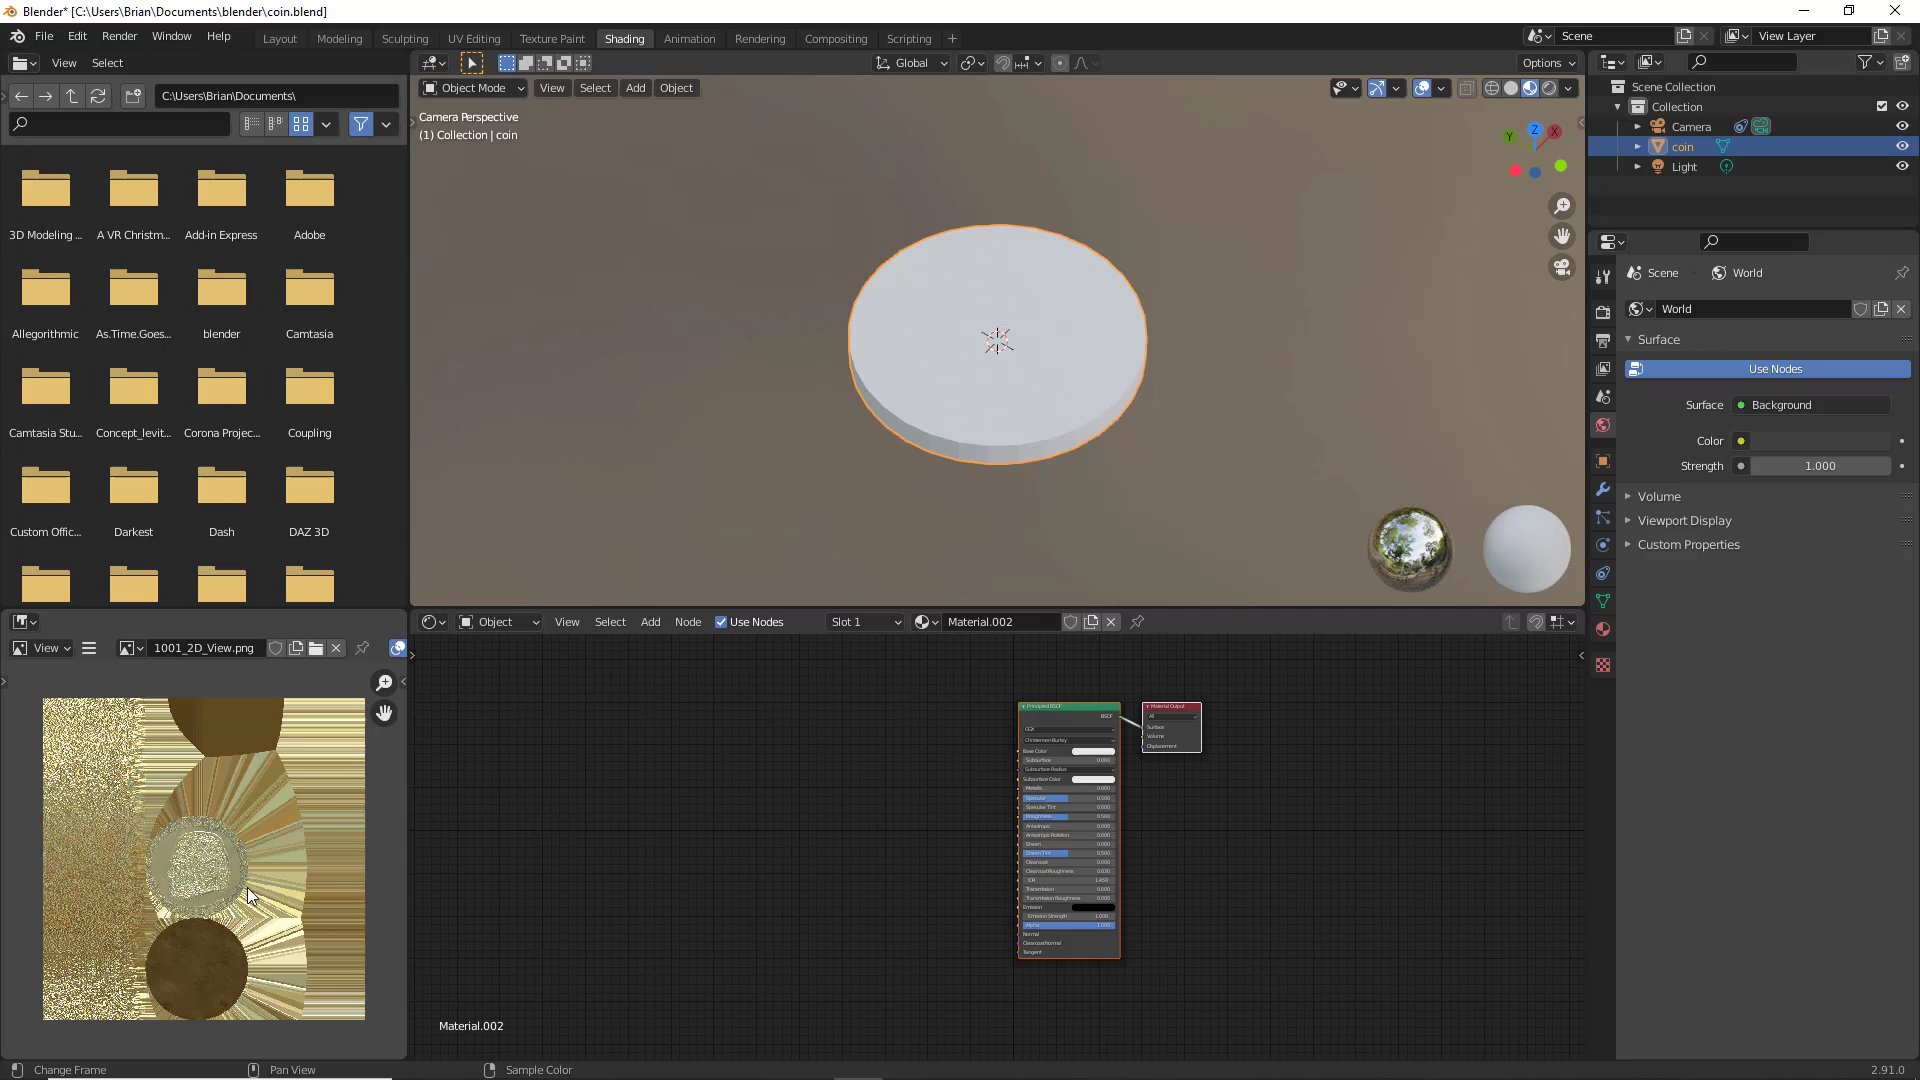 Blender* [C:\Users\Brian\Documents\blender\coin.blend]
File Edit Render Window Help
Layout Modeling Sculpting UV Editing Texture Paint Shading Animation Rendering Compositing Scripting +
Scene
View Layer
View Select
Global
Options
C:\Users\Brian\Documents\
Object Mode View Select Add Object
Camera Perspective
(1) Collection | coin
Z
Y
X
3D Modeling ... A VR Christm... Add-in Express Adobe
Allegorithmic As.Time.Goes... blender Camtasia
Camtasia Stu... Concept_levit... Corona Projec... Coupling
Custom Offic... Darkest Dash DAZ 3D
Scene Collection
Collection
Camera
coin
Light
Scene World
World
Surface
Use Nodes
Surface Background
Color
Strength 1.000
Volume
Viewport Display
Custom Properties
Object View Select Add Node Use Nodes Slot 1 Material.002
View 1001_2D_View.png
Principled BSDF
BSDF
GGX
Christensen-Burley
Base Color
Subsurface 0.000
Subsurface Radius
Subsurface Color
Metallic 0.000
Specular 0.500
Specular Tint 0.000
Roughness 0.500
Anisotropic 0.000
Anisotropic Rotation 0.000
Sheen 0.000
Sheen Tint 0.500
Clearcoat 0.000
Clearcoat Roughness 0.030
IOR 1.450
Transmission 0.000
Transmission Roughness 0.000
Emission
Emission Strength 1.000
Alpha 1.000
Normal
Clearcoat Normal
Tangent
Material Output
All
Surface
Volume
Displacement
Material.002
Change Frame Pan View Sample Color 2.91.0